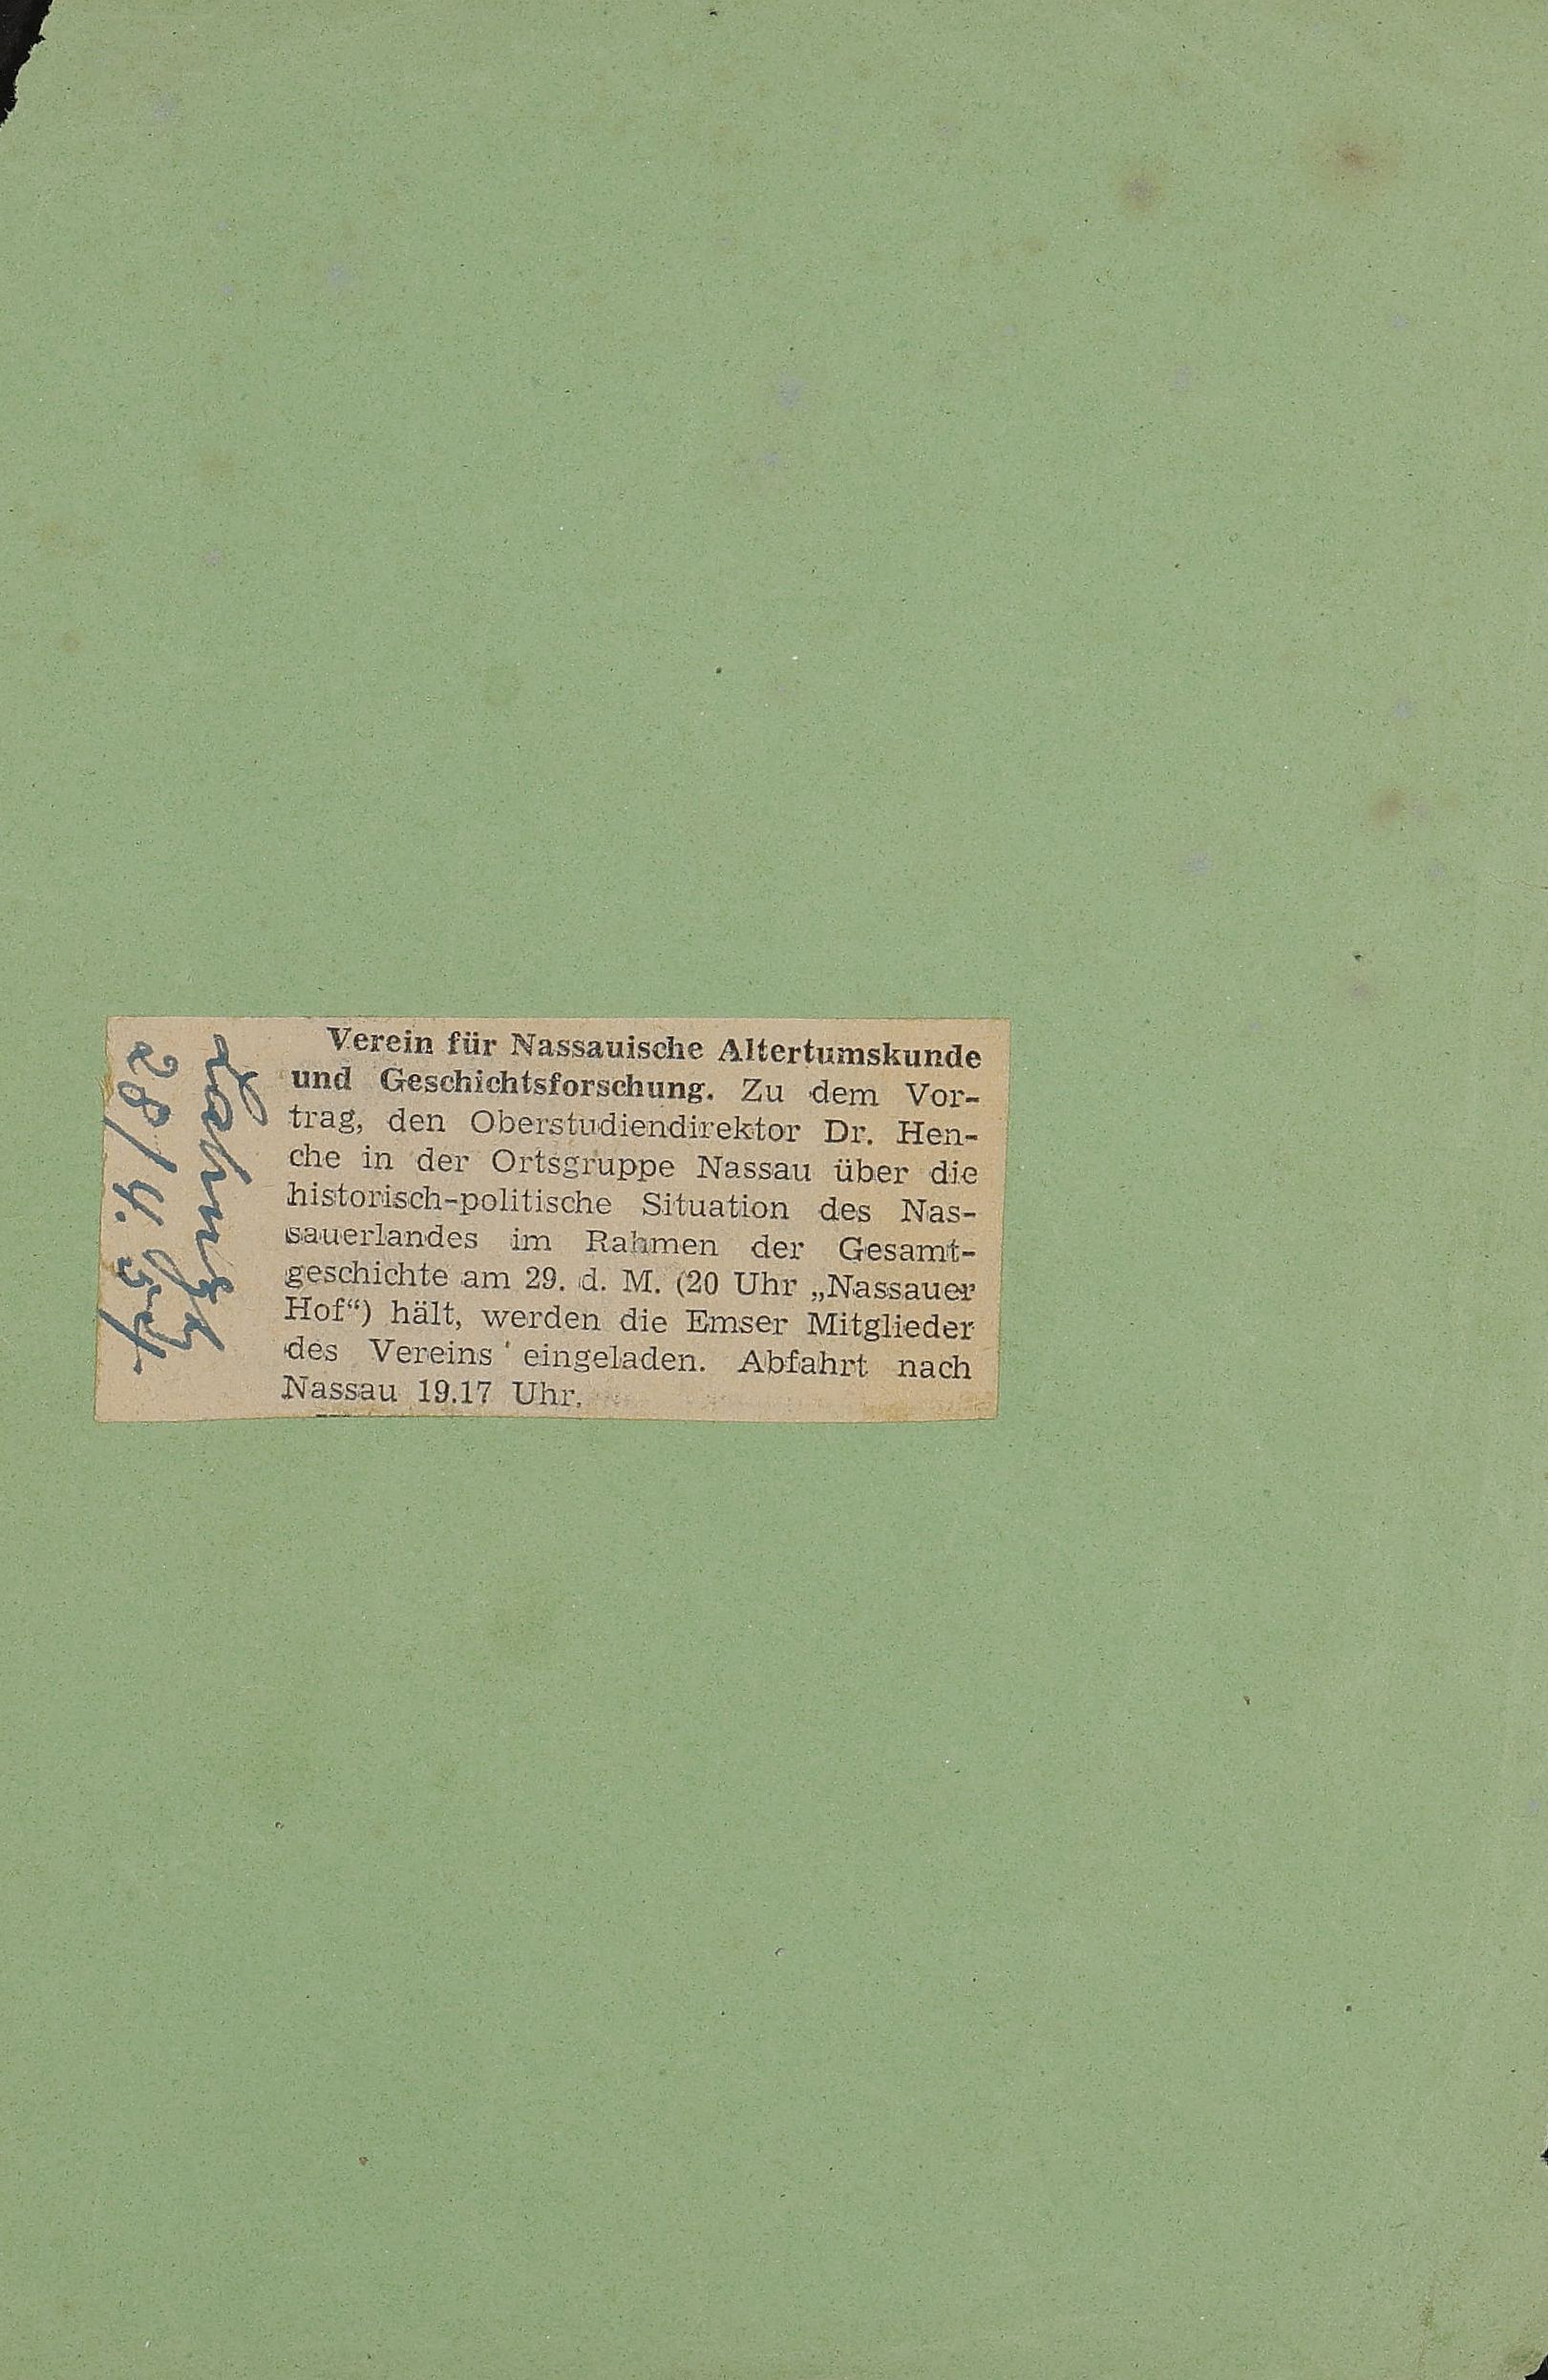 Lahnztg
28/4.54.
Verein für Nassauische Altertumskunde
und Geschichtsforschung. Zu dem Vor-
trag, den Oberstudiendirektor Dr. Hen-
che in der Ortsgruppe Nassau über die
historisch-politische Situation des Nas-
sauerlandes im Rahmen der Gesamt-
geschichte am 29. d. M. (20 Uhr „Nassauer
Hof“) hält, werden die Emser Mitglieder
des Vereins eingeladen. Abfahrt nach
Nassau 19.17 Uhr.